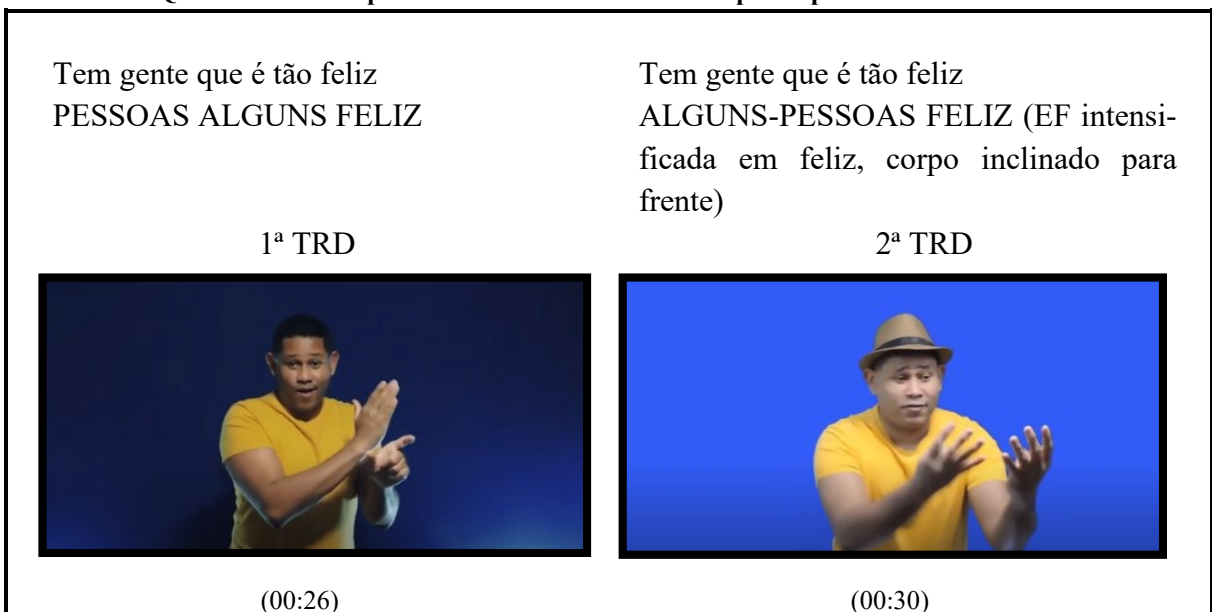 Tem gente que é tão feliz
PESSOAS ALGUNS FELIZ
1ª TRD
(00:26)
Tem gente que é tão feliz
ALGUNS-PESSOAS FELIZ (EF intensi-
ficada em feliz, corpo inclinado para
frente)
2ª TRD
(00:30)